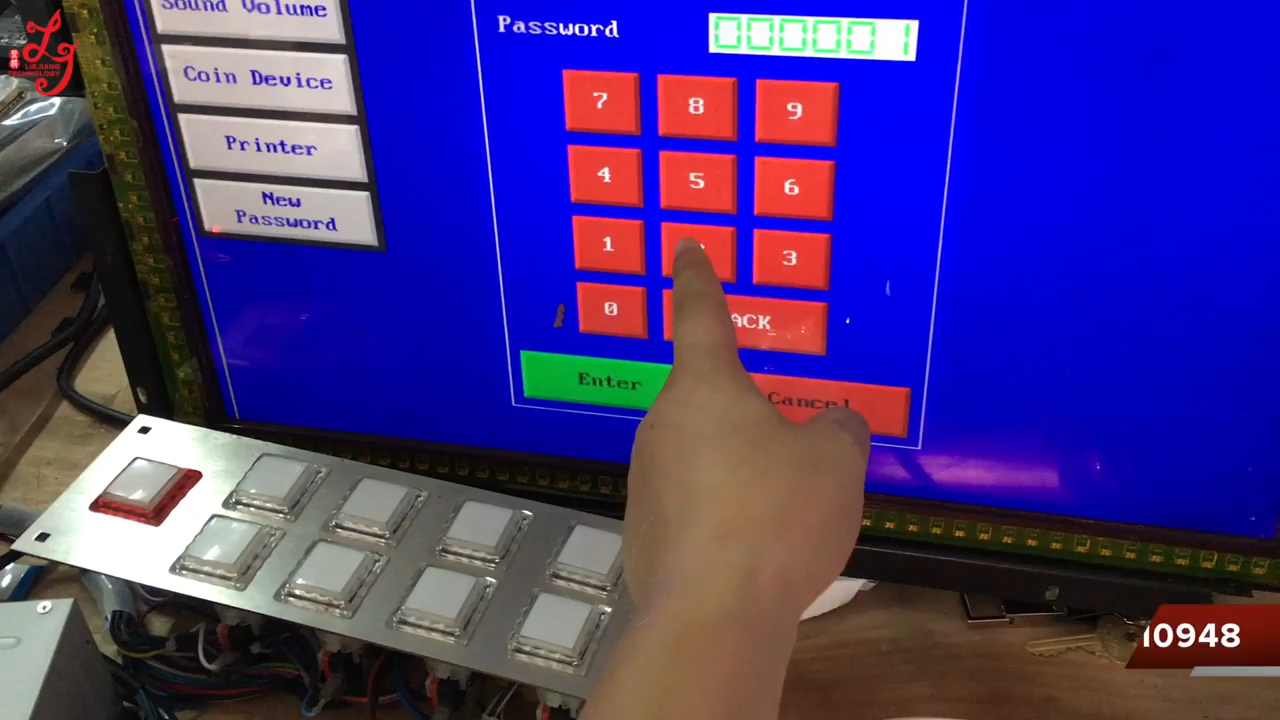 Sound Volume
Coin Device
Printer
New
Password
Password
000001
7 8 9
4 5 6
1 3
0
Enter
Cancel
LIEJIANG
TECHNOLOGY
10948